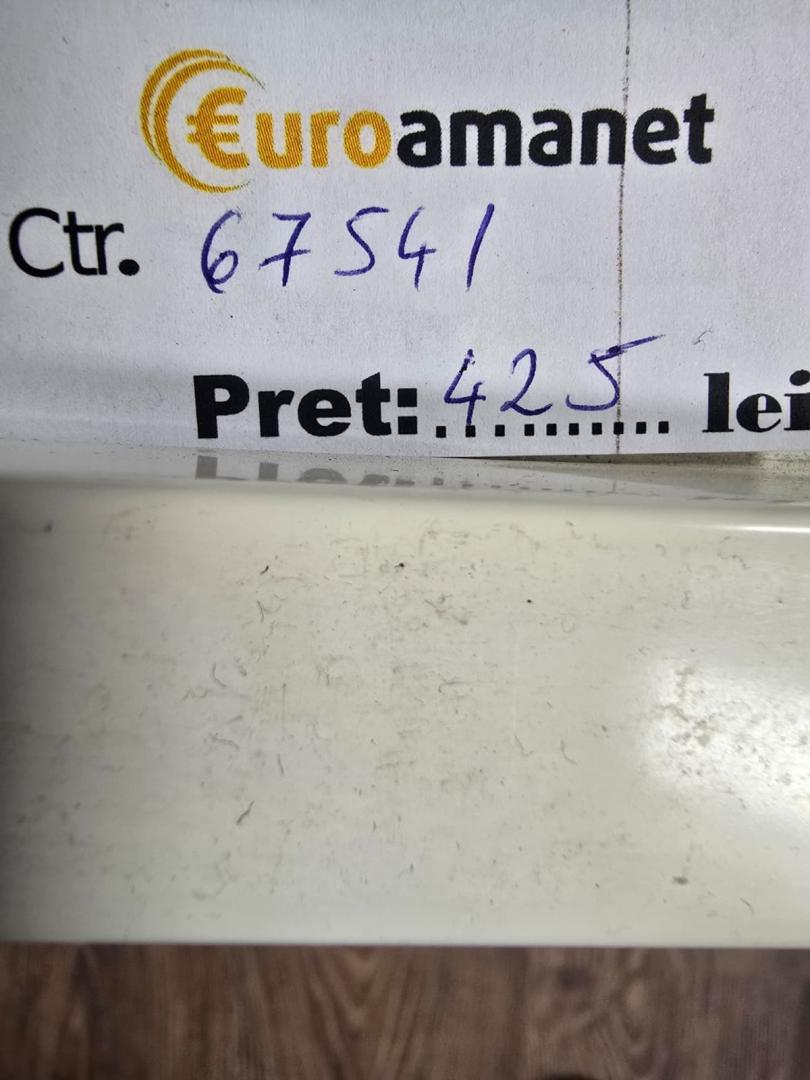 €uroamanet
Ctr. 67541
Pret: 425 lei